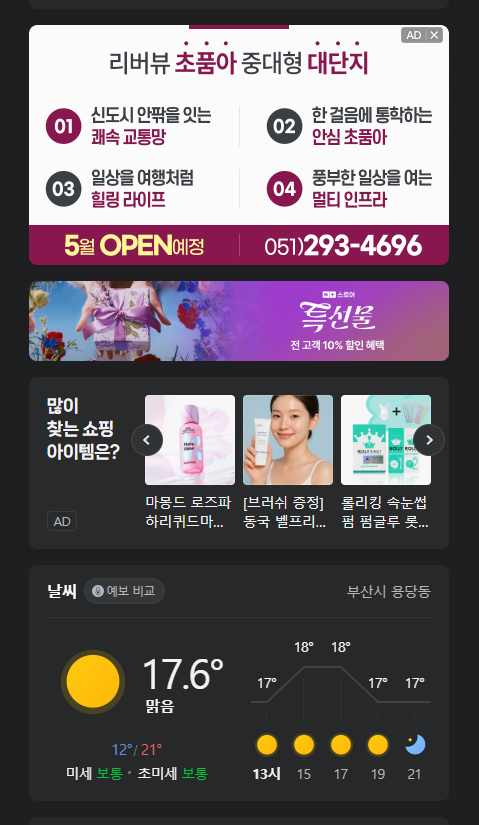 AD
리버뷰 초품아 중대형 대단지
01 신도시 안팎을 잇는
쾌속 교통망
02 한 걸음에 통학하는
안심 초품아
03 일상을 여행처럼
힐링 라이프
04 풍부한 일상을 여는
멀티 인프라
5월 OPEN예정
051)293-4696
스토어
특선물
전 고객 10% 할인 혜택
많이
찾는 쇼핑
아이템은?
AD
마몽드 로즈파
하리퀴드마...
[브러쉬 증정]
동국 벨프리...
롤리킹 속눈썹
펌 펌글루 롯...
날씨
예보 비교
부산시 용당동
17.6°
맑음
12°/ 21°
미세 보통 · 초미세 보통
17° 18° 18° 17° 17°
13시 15 17 19 21